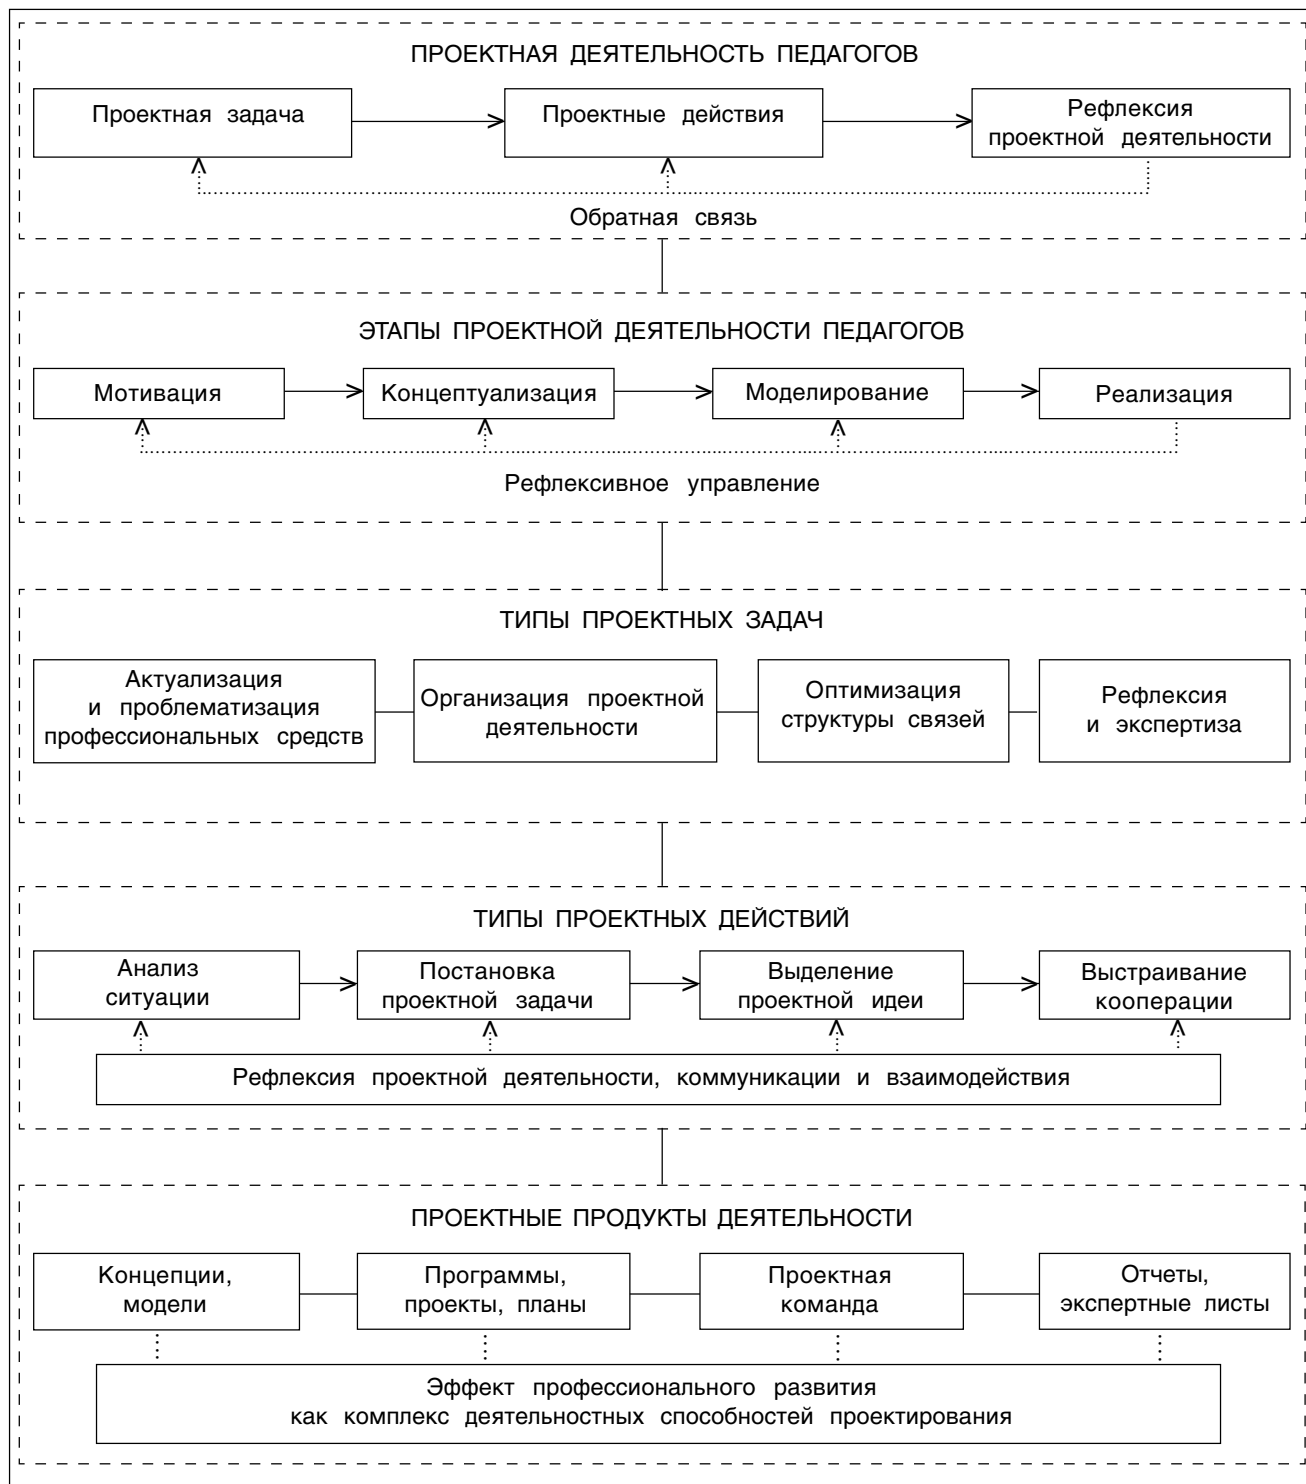 ПРОЕКТНАЯ ДЕЯТЕЛЬНОСТЬ ПЕДАГОГОВ
Проектная задача
Проектные действия
Рефлексия
проектной деятельности
Обратная связь
ЭТАПЫ ПРОЕКТНОЙ ДЕЯТЕЛЬНОСТИ ПЕДАГОГОВ
Мотивация
Концептуализация
Моделирование
Реализация
Рефлексивное управление
ТИПЫ ПРОЕКТНЫХ ЗАДАЧ
Актуализация
и проблематизация
профессиональных средств
Организация проектной
деятельности
Оптимизация
структуры связей
Рефлексия
и экспертиза
ТИПЫ ПРОЕКТНЫХ ДЕЙСТВИЙ
Анализ
ситуации
Постановка
проектной задачи
Выделение
проектной идеи
Выстраивание
кооперации
Рефлексия проектной деятельности, коммуникации и взаимодействия
ПРОЕКТНЫЕ ПРОДУКТЫ ДЕЯТЕЛЬНОСТИ
Концепции,
модели
Программы,
проекты, планы
Проектная
команда
Отчеты,
экспертные листы
Эффект профессионального развития
как комплекс деятельностных способностей проектирования